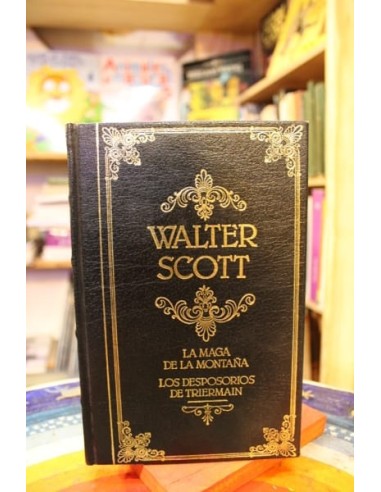 WALTER
SCOTT
LA MAGA
DE LA MONTAÑA
LOS DESPOSORIOS
DE TRIERMAIN